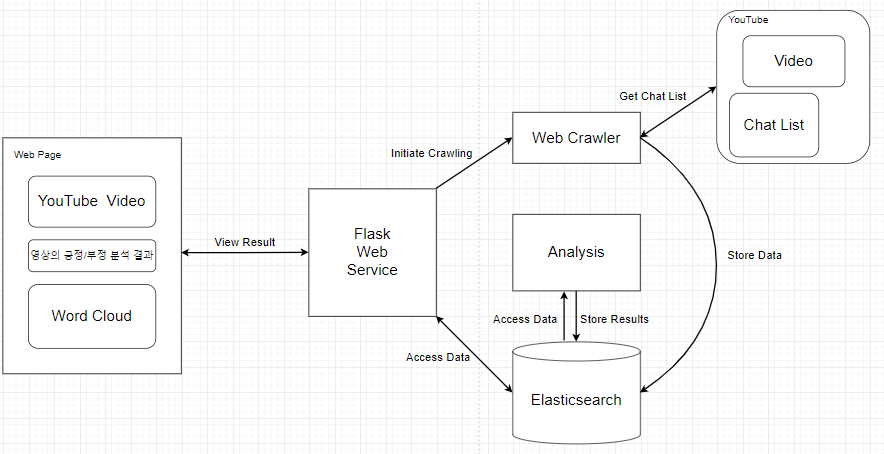 YouTube
Video
Chat List
Get Chat List
Web Crawler
Initiate Crawling
Web Page
YouTube Video
영상의 긍정/부정 분석 결과
Word Cloud
View Result
Flask
Web
Service
Analysis
Store Data
Access Data
Store Results
Access Data
Elasticsearch